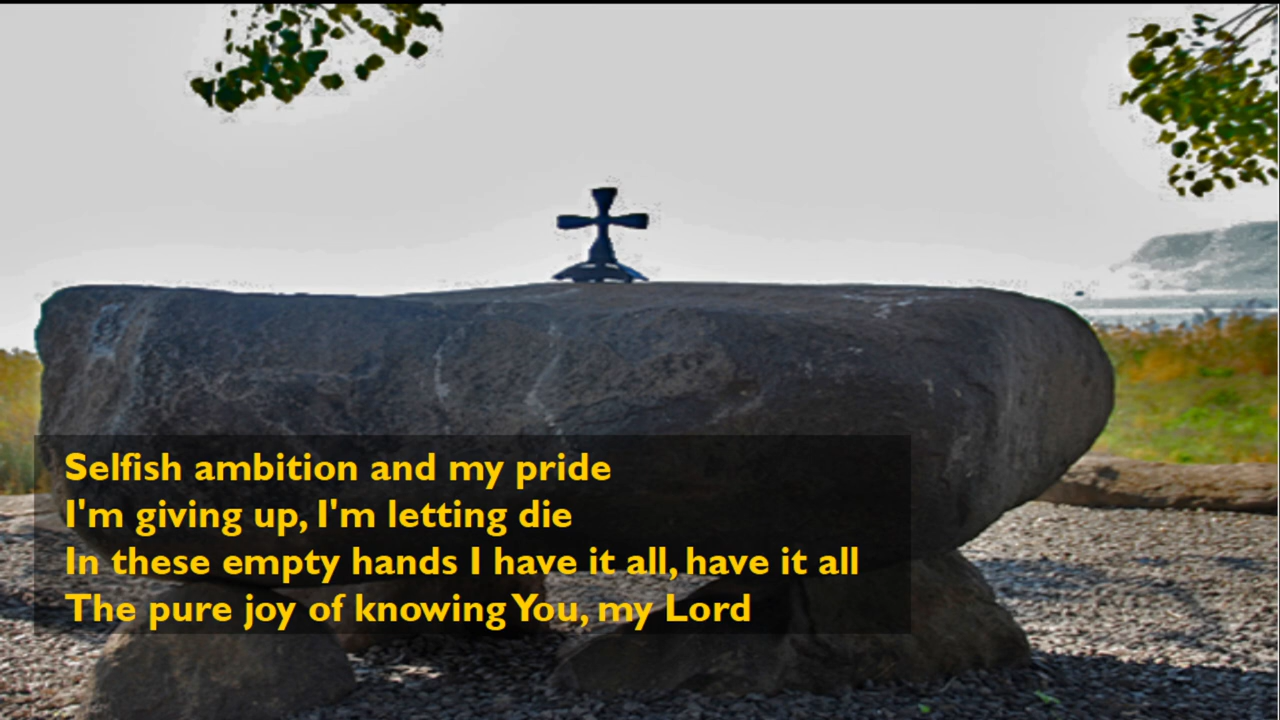 Selfish ambition and my pride
I'm giving up, I'm letting die
In these empty hands I have it all, have it all
The pure joy of knowing You, my Lord